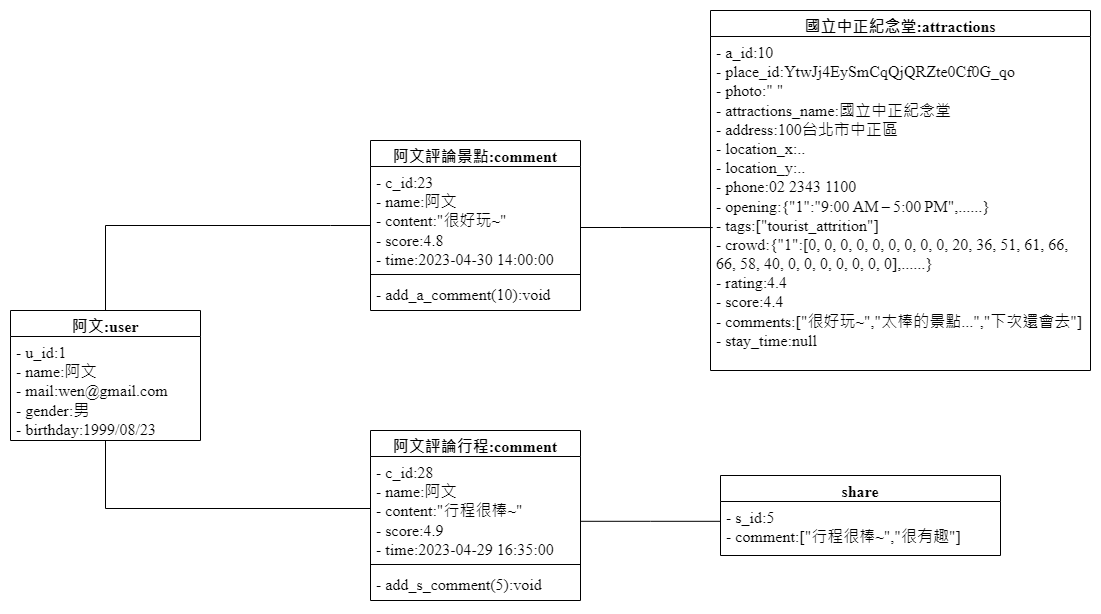 國立中正紀念堂:attractions
- a_id:10
- place_id:YtwJj4EySmCqQjQRZte0Cf0G_qo
- photo:" "
- attractions_name:國立中正紀念堂
- address:100台北市中正區
- location_x:..
- location_y:..
- phone:02 2343 1100
- opening:{"1":"9:00 AM – 5:00 PM",......}
- tags:["tourist_attrition"]
- crowd:{"1":[0, 0, 0, 0, 0, 0, 0, 0, 0, 20, 36, 51, 61, 66,
66, 58, 40, 0, 0, 0, 0, 0, 0, 0],......}
- rating:4.4
- score:4.4
- comments:["很好玩~","太棒的景點...","下次還會去"]
- stay_time:null
阿文評論景點:comment
- c_id:23
- name:阿文
- content:"很好玩~"
- score:4.8
- time:2023-04-30 14:00:00
- add_a_comment(10):void
阿文:user
- u_id:1
- name:阿文
- mail:wen@gmail.com
- gender:男
- birthday:1999/08/23
阿文評論行程:comment
- c_id:28
- name:阿文
- content:"行程很棒~"
- score:4.9
- time:2023-04-29 16:35:00
- add_s_comment(5):void
share
- s_id:5
- comment:["行程很棒~","很有趣"]